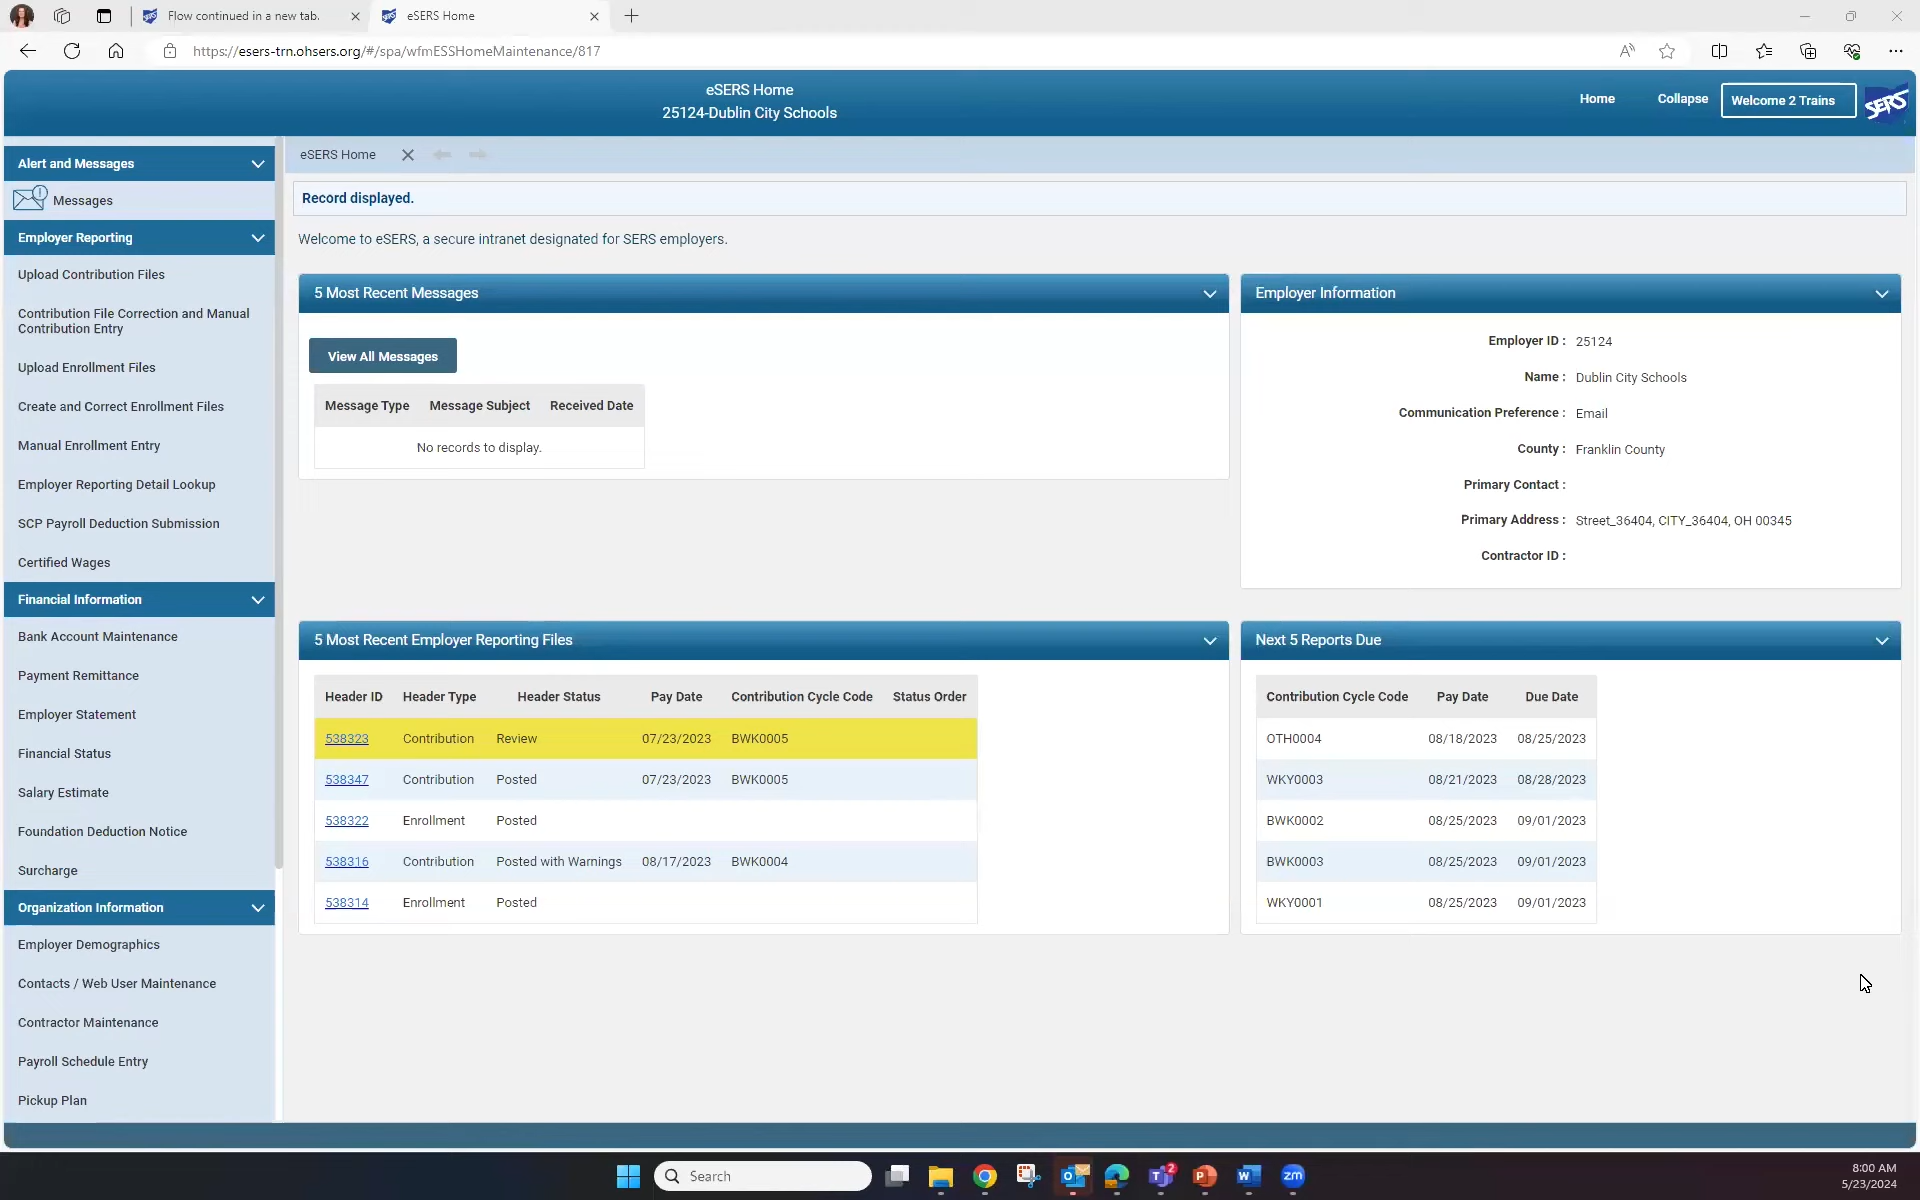 Flow continued in a new tab.
eSERS Home
https://esers-trn.ohsers.org/#/spa/wfmESSHomeMaintenance/817
eSERS Home
25124-Dublin City Schools
Home
Collapse
Welcome 2 Trains
SERS
Alert and Messages
Messages
Employer Reporting
Upload Contribution Files
Contribution File Correction and Manual
Contribution Entry
Upload Enrollment Files
Create and Correct Enrollment Files
Manual Enrollment Entry
Employer Reporting Detail Lookup
SCP Payroll Deduction Submission
Certified Wages
Financial Information
Bank Account Maintenance
Payment Remittance
Employer Statement
Financial Status
Salary Estimate
Foundation Deduction Notice
Surcharge
Organization Information
Employer Demographics
Contacts / Web User Maintenance
Contractor Maintenance
Payroll Schedule Entry
Pickup Plan
eSERS Home
Record displayed.
Welcome to eSERS, a secure intranet designated for SERS employers.
5 Most Recent Messages
View All Messages
Message Type Message Subject Received Date
No records to display.
Employer Information
Employer ID : 25124
Name : Dublin City Schools
Communication Preference : Email
County : Franklin County
Primary Contact :
Primary Address : Street_36404, CITY_36404, OH 00345
Contractor ID :
5 Most Recent Employer Reporting Files
Header ID Header Type Header Status Pay Date Contribution Cycle Code Status Order
538323 Contribution Review 07/23/2023 BWK0005
538347 Contribution Posted 07/23/2023 BWK0005
538322 Enrollment Posted
538316 Contribution Posted with Warnings 08/17/2023 BWK0004
538314 Enrollment Posted
Next 5 Reports Due
Contribution Cycle Code Pay Date Due Date
OTH0004 08/18/2023 08/25/2023
WKY0003 08/21/2023 08/28/2023
BWK0002 08/25/2023 09/01/2023
BWK0003 08/25/2023 09/01/2023
WKY0001 08/25/2023 09/01/2023
Search
2
zm
8:00 AM
5/23/2024